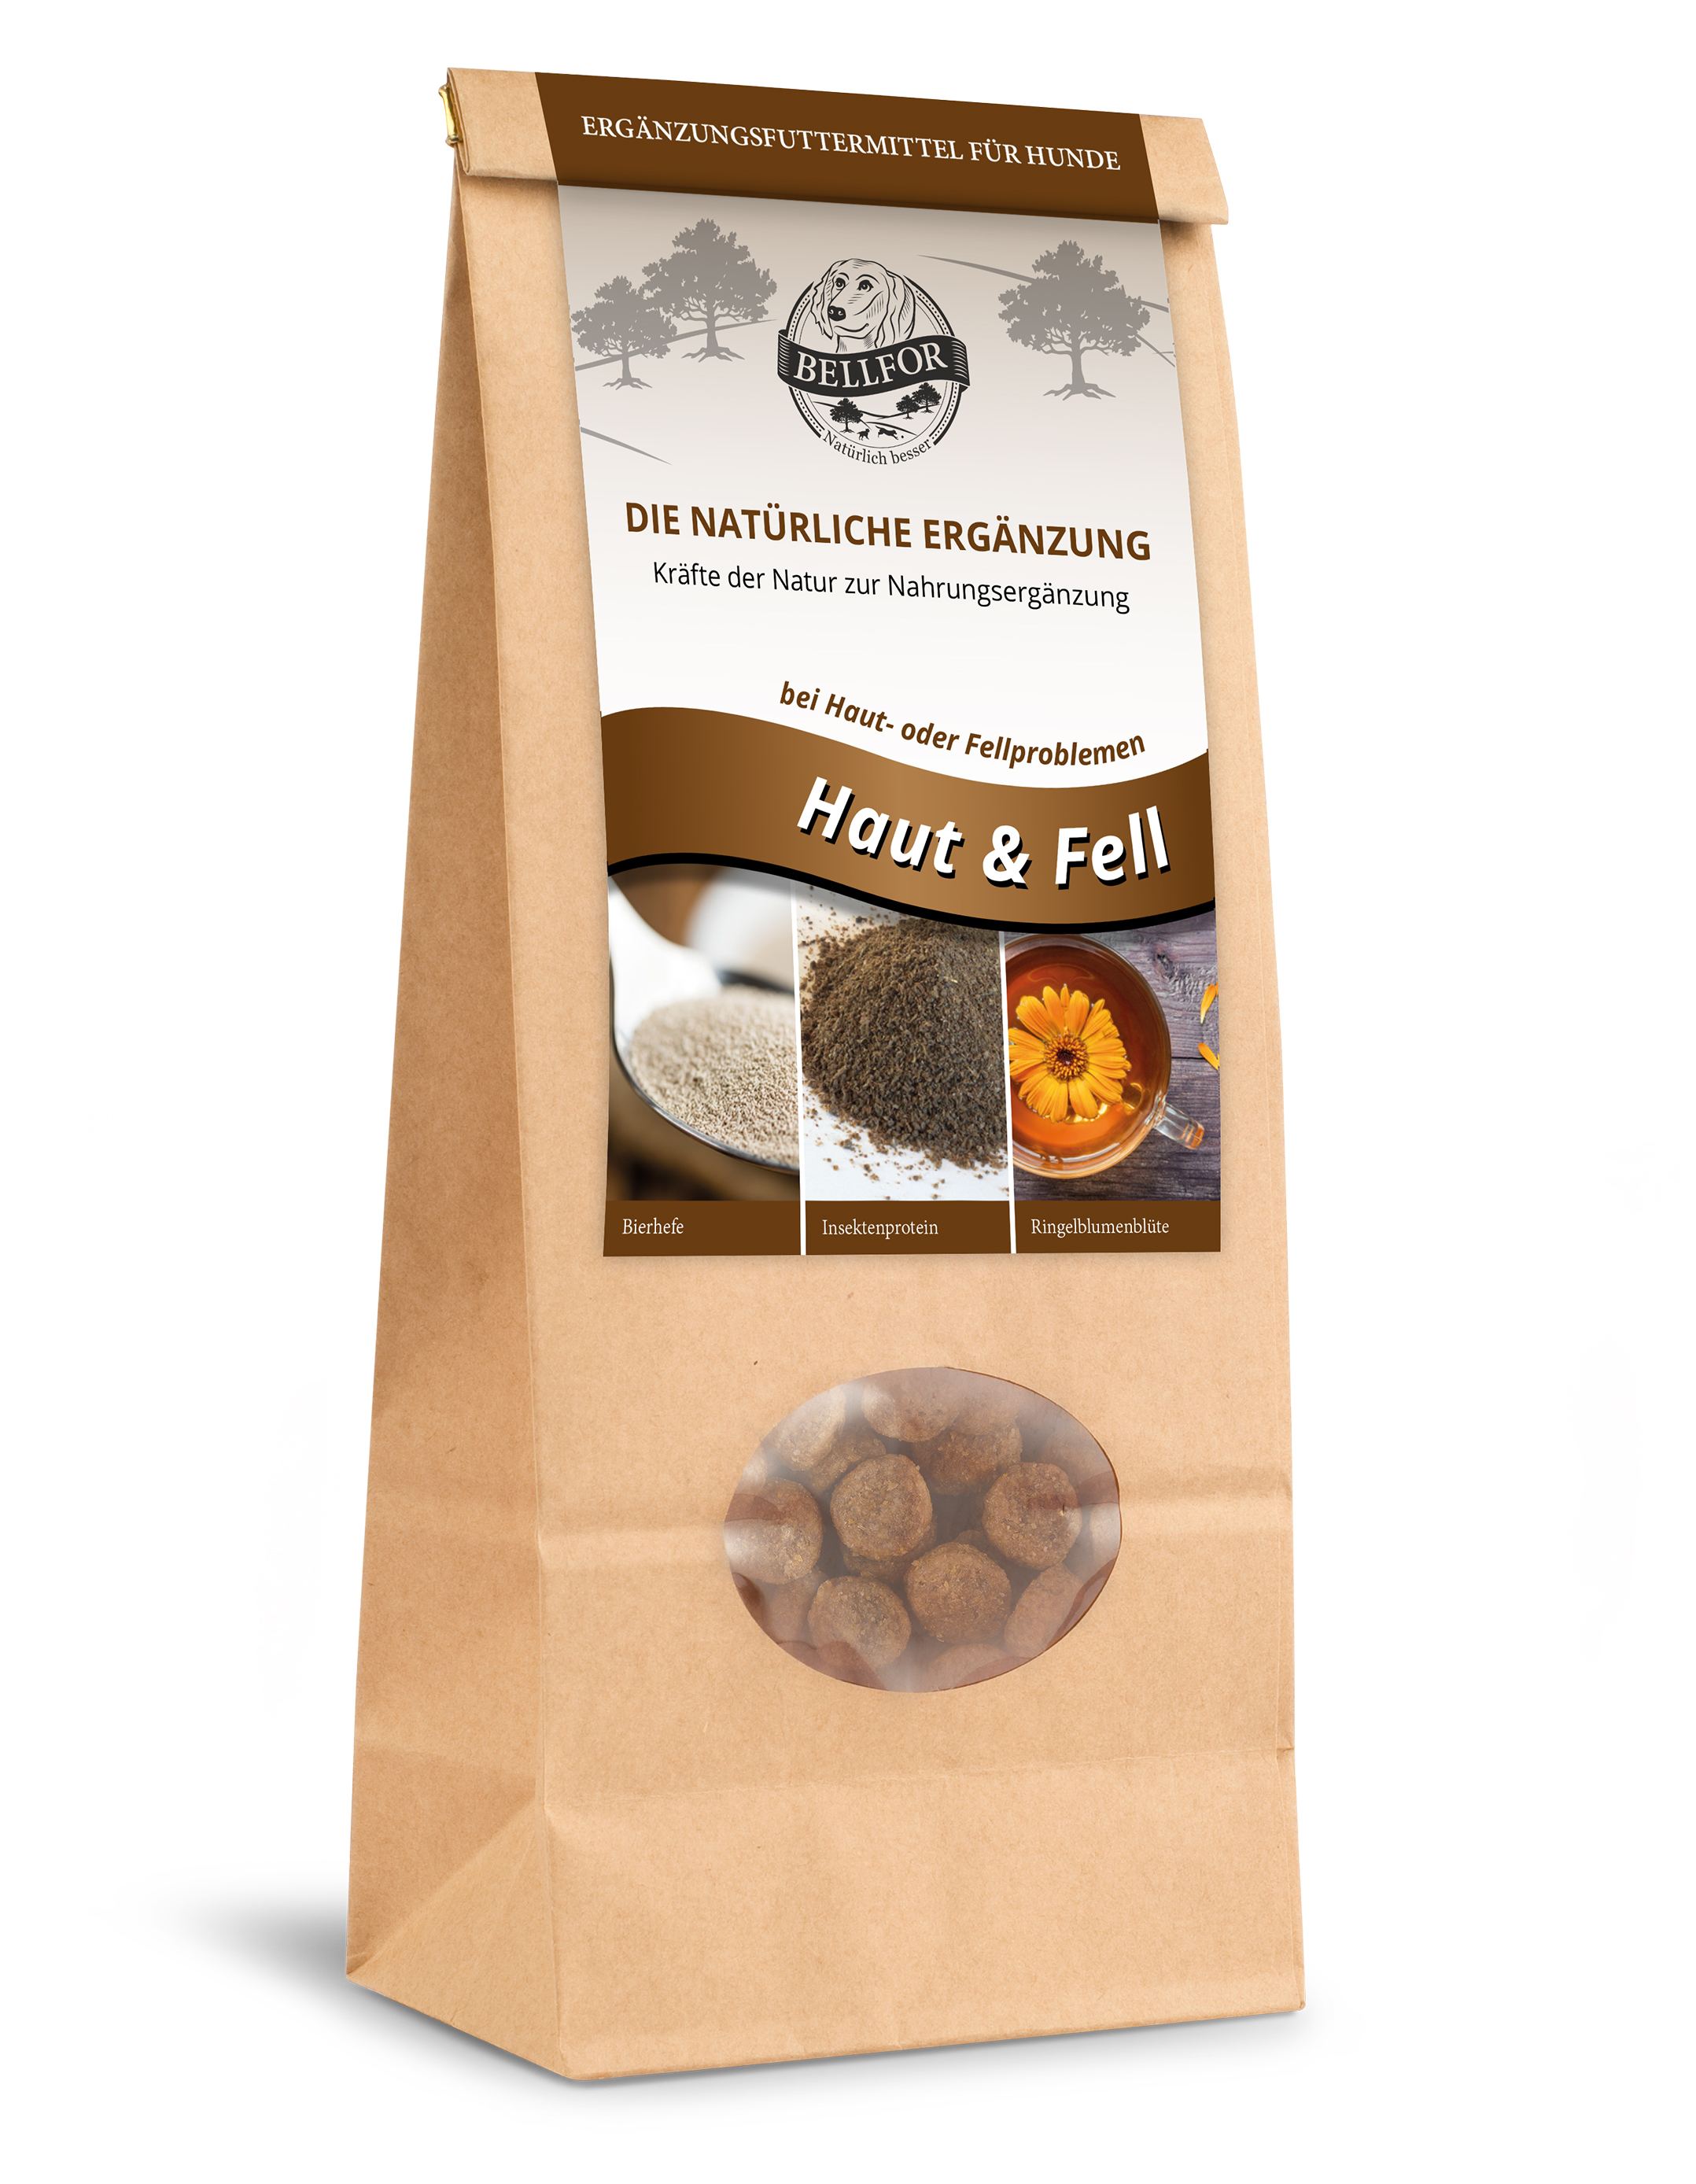 ERGÄNZUNGSFUTTERMITTEL FÜR HUNDE
BELLFOR
Natürlich besser
DIE NATÜRLICHE ERGÄNZUNG
Kräfte der Natur zur Nahrungsergänzung
bei Haut- oder Fellproblemen
Haut & Fell
Bierhefe
Insektenprotein
Ringelblumenblüte